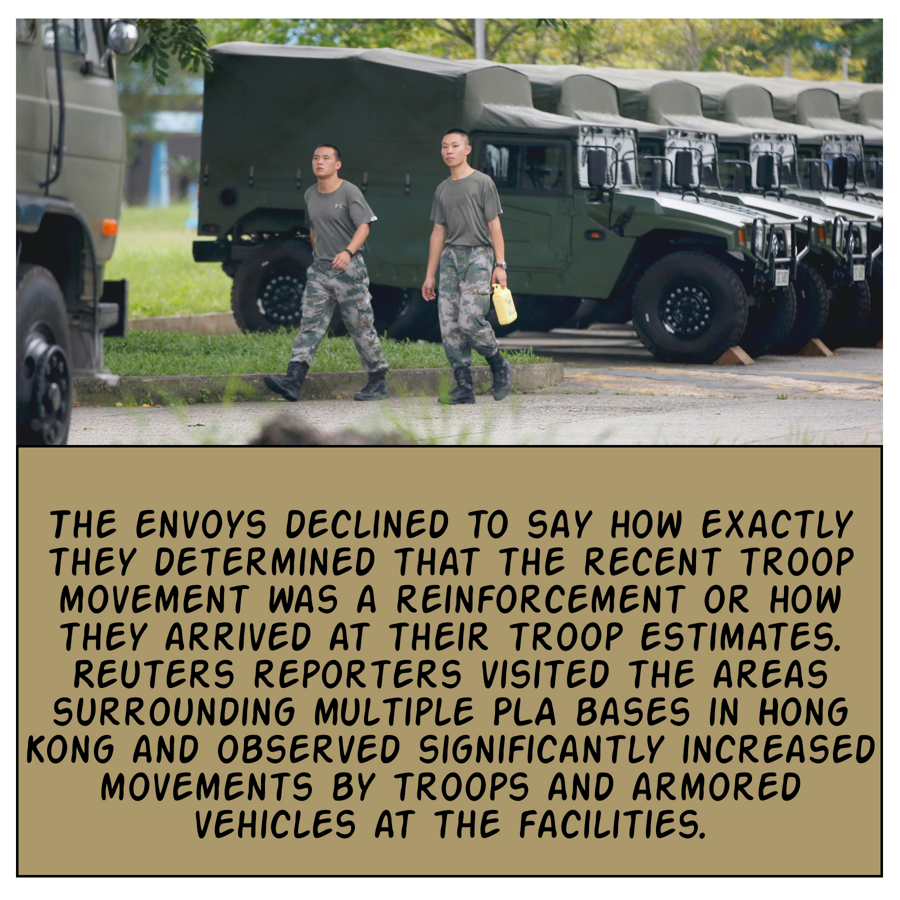 THE ENVOYS DECLINED TO SAY HOW EXACTLY
THEY DETERMINED THAT THE RECENT TROOP
MOVEMENT WAS A REINFORCEMENT OR HOW
THEY ARRIVED AT THEIR TROOP ESTIMATES.
REUTERS REPORTERS VISITED THE AREAS
SURROUNDING MULTIPLE PLA BASES IN HONG
KONG AND OBSERVED SIGNIFICANTLY INCREASED
MOVEMENTS BY TROOPS AND ARMORED
VEHICLES AT THE FACILITIES.